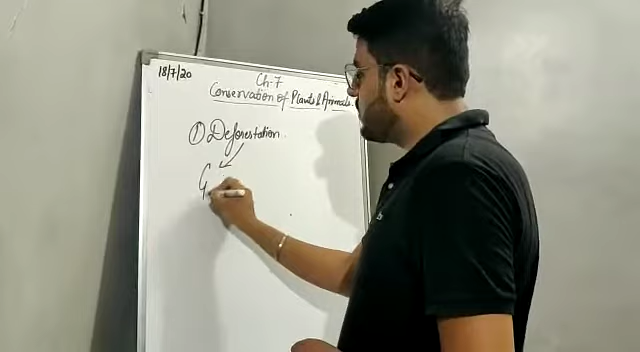 18/7/20
Ch-7
Conservation of Plants & Animals
① Deforestation.